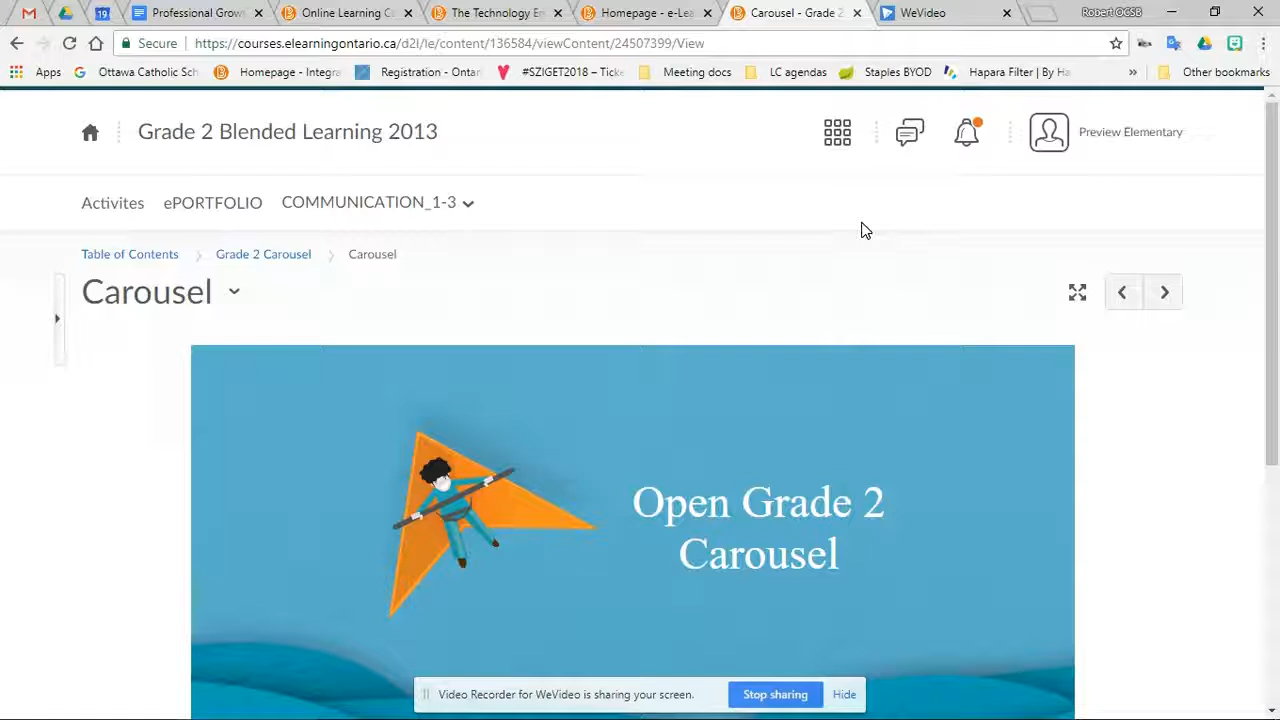 Professional Grow
Online Learning C
The Technology En
Homepage - e-Lea
Carousel - Grade 2
WeVideo
Robert OCSB
Secure
https://courses.elearningontario.ca/d2l/le/content/136584/viewContent/24507399/View
Apps
Ottawa Catholic Sch
Homepage - Integra
Registration - Ontar
#SZIGET2018 – Ticke
Meeting docs
LC agendas
Staples BYOD
Hapara Filter | By Ha
»
Other bookmarks
Grade 2 Blended Learning 2013
Preview Elementary
Activites
ePORTFOLIO
COMMUNICATION_1-3
Table of Contents
Grade 2 Carousel
Carousel
Carousel
Open Grade 2
Carousel
Video Recorder for WeVideo is sharing your screen.
Stop sharing
Hide